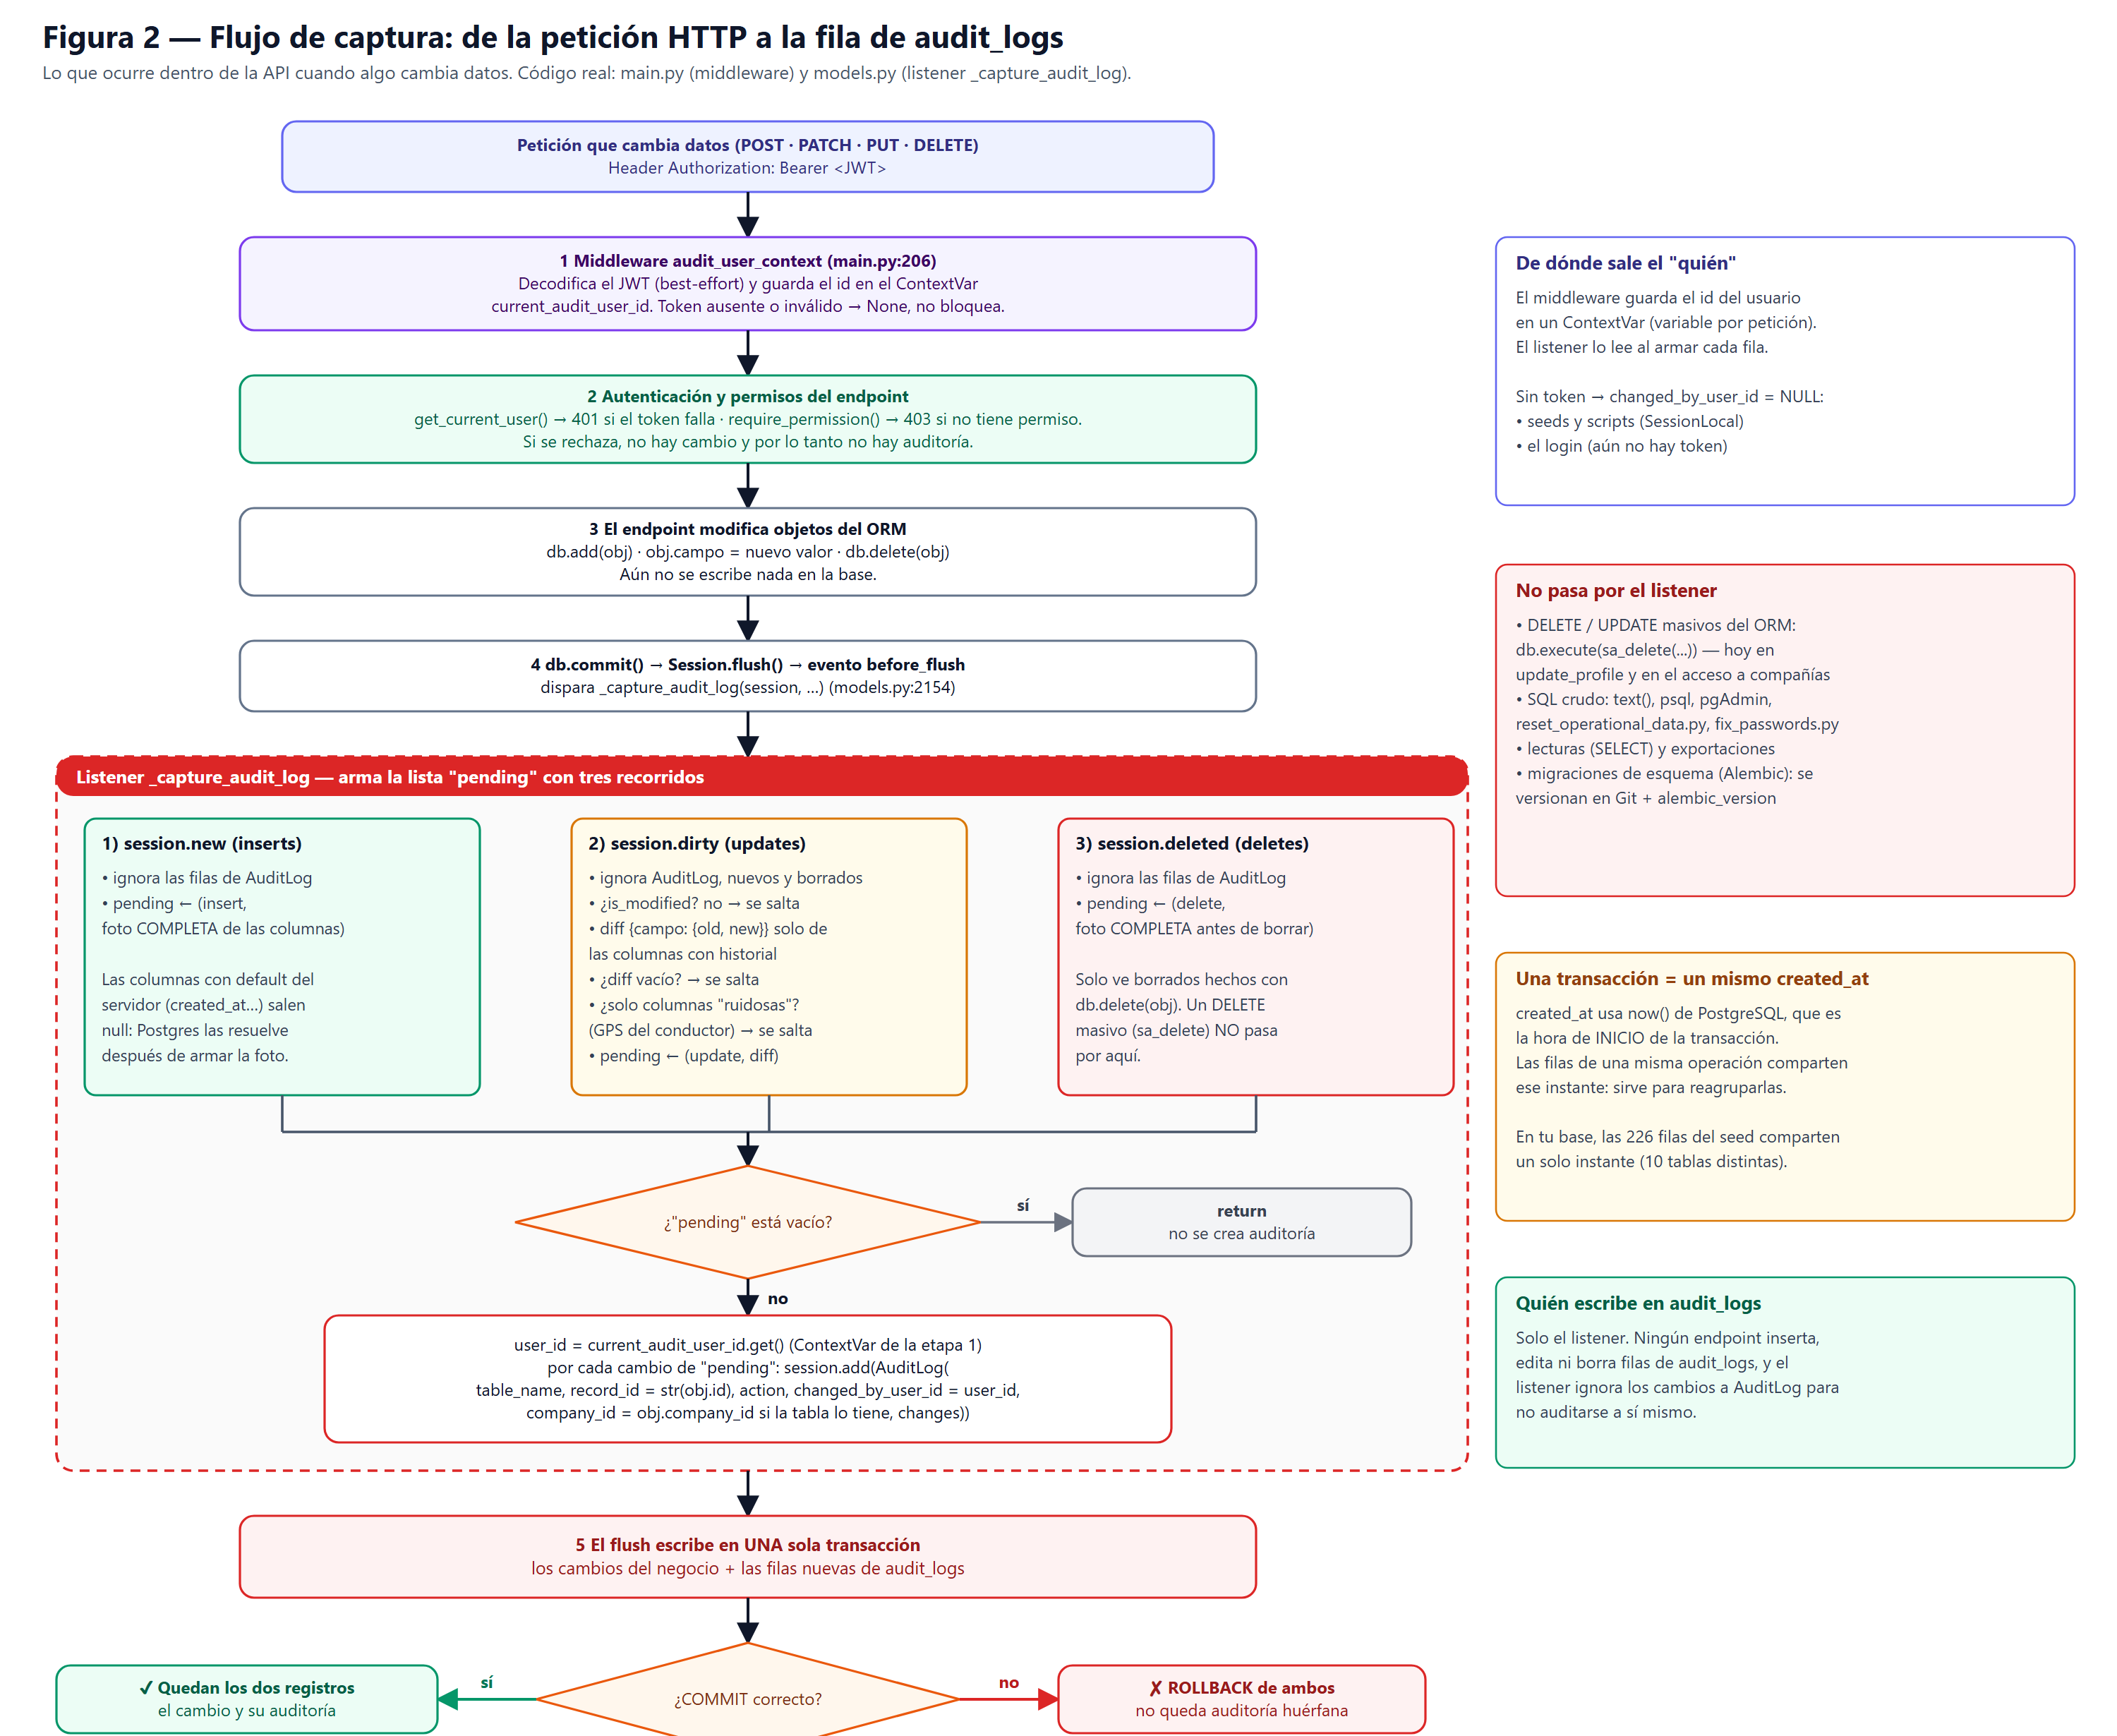 Figura 2 — Flujo de captura: de la petición HTTP a la fila de audit_logs
Lo que ocurre dentro de la API cuando algo cambia datos. Código real: main.py (middleware) y models.py (listener _capture_audit_log).
Petición que cambia datos (POST · PATCH · PUT · DELETE)
Header Authorization: Bearer <JWT>
1 Middleware audit_user_context (main.py:206)
Decodifica el JWT (best-effort) y guarda el id en el ContextVar
current_audit_user_id. Token ausente o inválido → None, no bloquea.
2 Autenticación y permisos del endpoint
get_current_user() → 401 si el token falla · require_permission() → 403 si no tiene permiso.
Si se rechaza, no hay cambio y por lo tanto no hay auditoría.
3 El endpoint modifica objetos del ORM
db.add(obj) · obj.campo = nuevo valor · db.delete(obj)
Aún no se escribe nada en la base.
4 db.commit() → Session.flush() → evento before_flush
dispara _capture_audit_log(session, ...) (models.py:2154)
Listener _capture_audit_log — arma la lista "pending" con tres recorridos
1) session.new (inserts)
• ignora las filas de AuditLog
• pending ← (insert,
foto COMPLETA de las columnas)
Las columnas con default del
servidor (created_at...) salen
null: Postgres las resuelve
después de armar la foto.
2) session.dirty (updates)
• ignora AuditLog, nuevos y borrados
• ¿is_modified? no → se salta
• diff {campo: {old, new}} solo de
las columnas con historial
• ¿diff vacío? → se salta
• ¿solo columnas "ruidosas"?
(GPS del conductor) → se salta
• pending ← (update, diff)
3) session.deleted (deletes)
• ignora las filas de AuditLog
• pending ← (delete,
foto COMPLETA antes de borrar)
Solo ve borrados hechos con
db.delete(obj). Un DELETE
masivo (sa_delete) NO pasa
por aquí.
¿"pending" está vacío?
sí
return
no se crea auditoría
no
user_id = current_audit_user_id.get() (ContextVar de la etapa 1)
por cada cambio de "pending": session.add(AuditLog(
table_name, record_id = str(obj.id), action, changed_by_user_id = user_id,
company_id = obj.company_id si la tabla lo tiene, changes))
5 El flush escribe en UNA sola transacción
los cambios del negocio + las filas nuevas de audit_logs
¿COMMIT correcto?
sí
✔ Quedan los dos registros
el cambio y su auditoría
no
✘ ROLLBACK de ambos
no queda auditoría huérfana
De dónde sale el "quién"
El middleware guarda el id del usuario
en un ContextVar (variable por petición).
El listener lo lee al armar cada fila.
Sin token → changed_by_user_id = NULL:
• seeds y scripts (SessionLocal)
• el login (aún no hay token)
No pasa por el listener
• DELETE / UPDATE masivos del ORM:
db.execute(sa_delete(...)) — hoy en
update_profile y en el acceso a compañías
• SQL crudo: text(), psql, pgAdmin,
reset_operational_data.py, fix_passwords.py
• lecturas (SELECT) y exportaciones
• migraciones de esquema (Alembic): se
versionan en Git + alembic_version
Una transacción = un mismo created_at
created_at usa now() de PostgreSQL, que es
la hora de INICIO de la transacción.
Las filas de una misma operación comparten
ese instante: sirve para reagruparlas.
En tu base, las 226 filas del seed comparten
un solo instante (10 tablas distintas).
Quién escribe en audit_logs
Solo el listener. Ningún endpoint inserta,
edita ni borra filas de audit_logs, y el
listener ignora los cambios a AuditLog para
no auditarse a sí mismo.